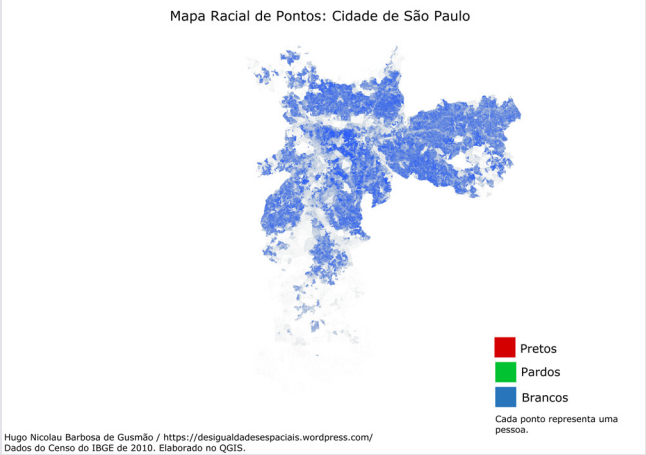 Mapa Racial de Pontos: Cidade de São Paulo
Pretos
Pardos
Brancos
Cada ponto representa uma
pessoa.
Hugo Nicolau Barbosa de Gusmão / https://desigualdadesespaciais.wordpress.com/
Dados do Censo do IBGE de 2010. Elaborado no QGIS.